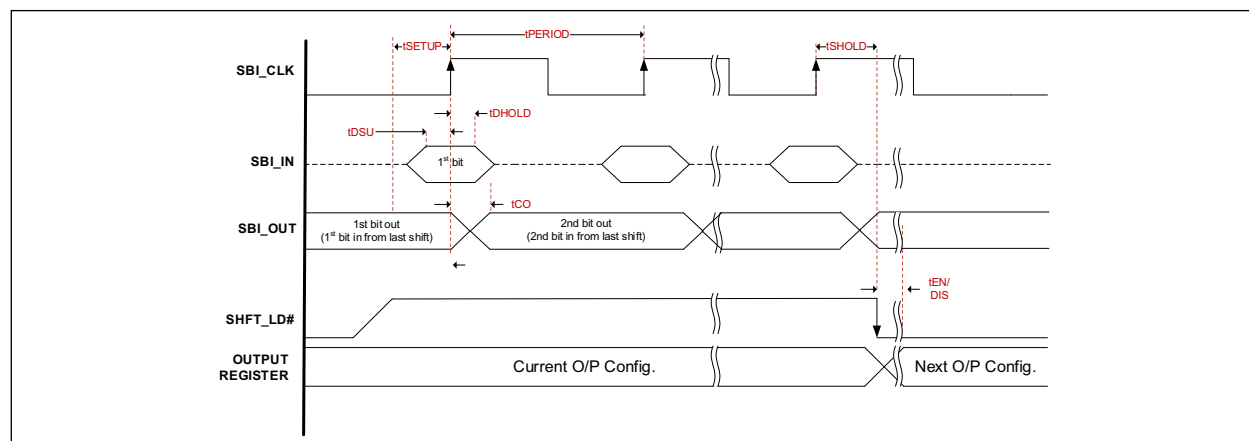 tSETUP
tPERIOD
tSHOLD
SBI_CLK
tDHOLD
tDSU
SBI_IN
1st bit
tCO
SBI_OUT
1st bit out
(1st bit in from last shift)
2nd bit out
(2nd bit in from last shift)
tEN/
DIS
SHFT_LD#
OUTPUT
REGISTER
Current O/P Config.
Next O/P Config.